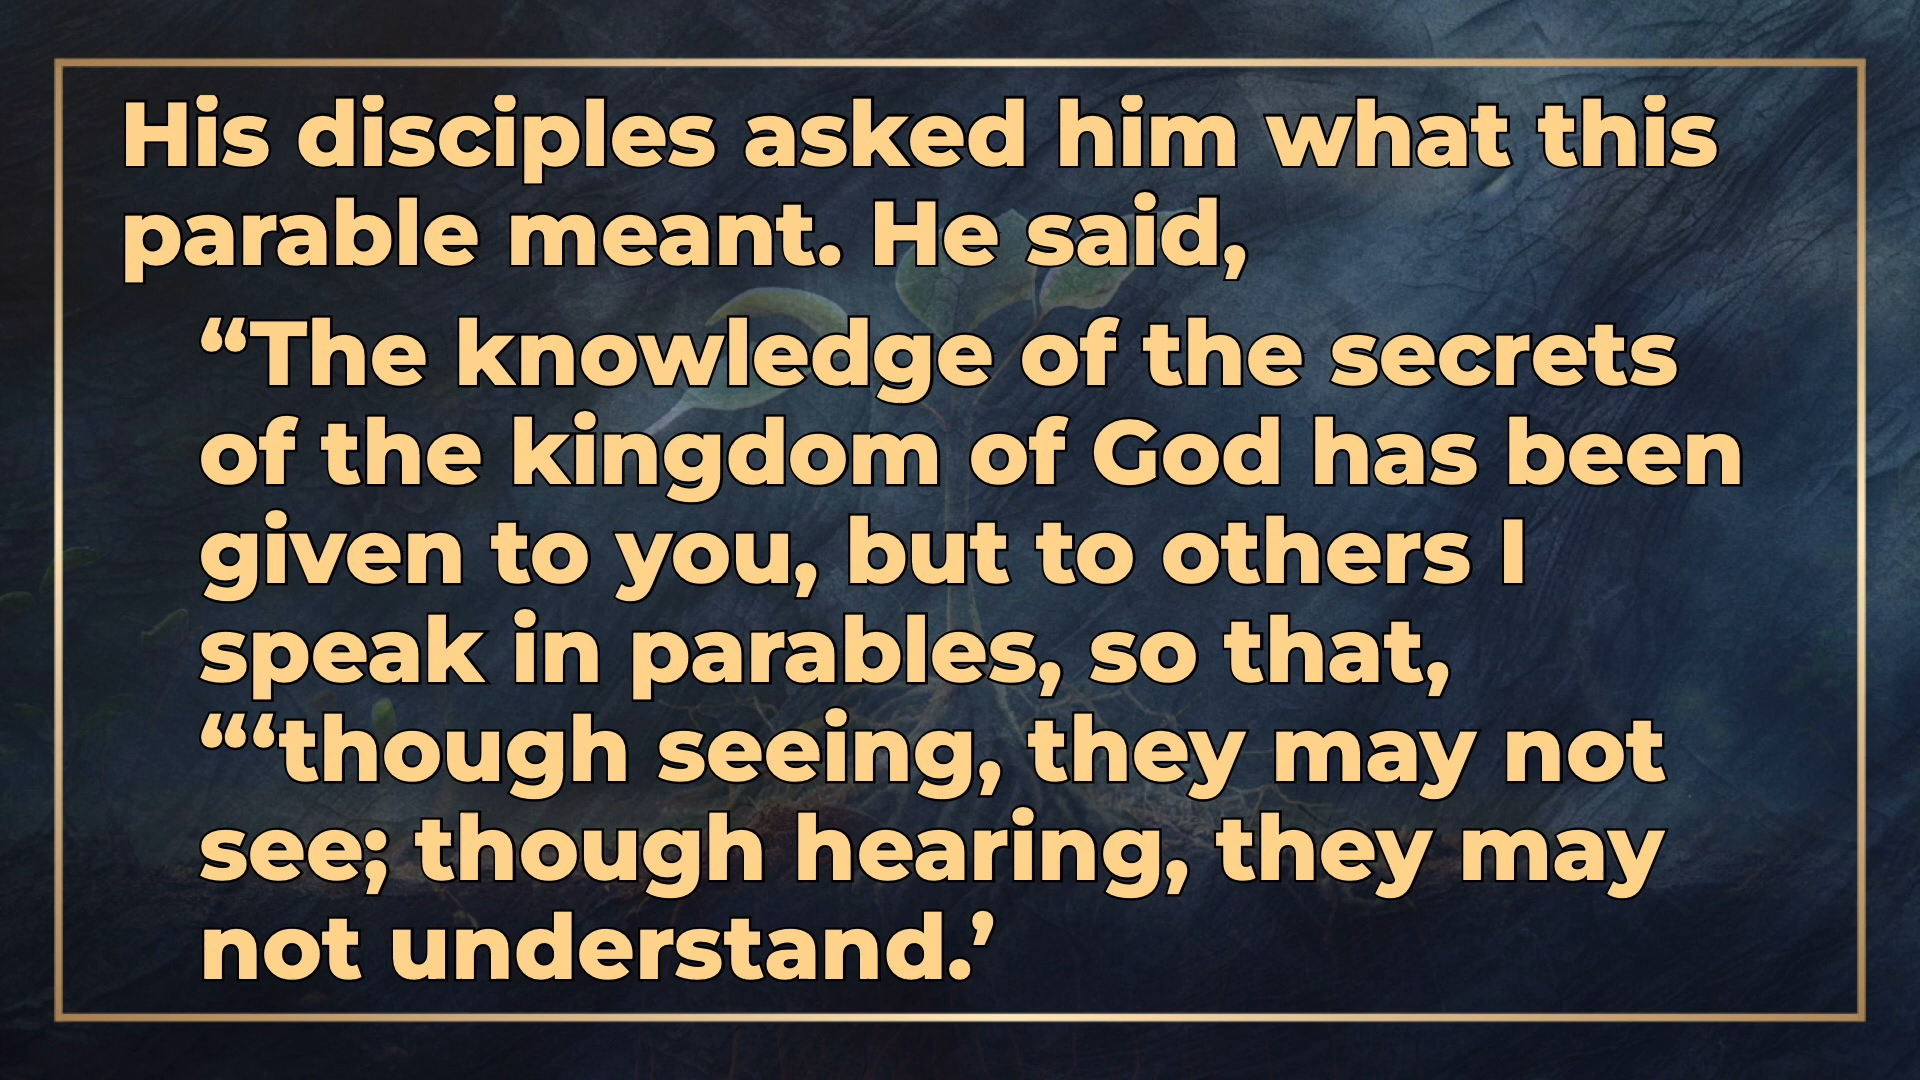 His disciples asked him what this
parable meant. He said,
“The knowledge of the secrets
of the kingdom of God has been
given to you, but to others I
speak in parables, so that,
“‘though seeing, they may not
see; though hearing, they may
not understand.’